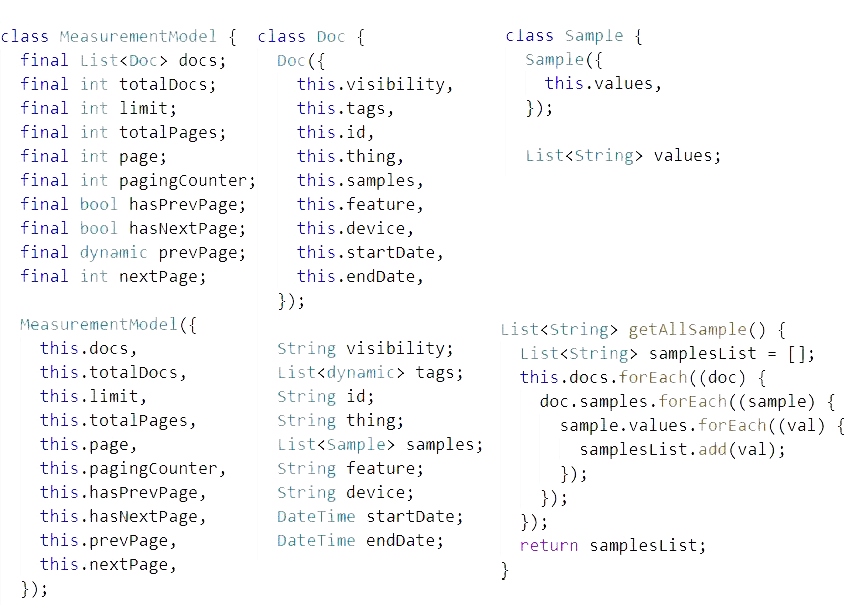 class MeasurementModel {
final List<Doc> docs;
final int totalDocs;
final int limit;
final int totalPages;
final int page;
final int pagingCounter;
final bool hasPrevPage;
final bool hasNextPage;
final dynamic prevPage;
final int nextPage;
MeasurementModel({
this.docs,
this.totalDocs,
this.limit,
this.totalPages,
this.page,
this.pagingCounter,
this.hasPrevPage,
this.hasNextPage,
this.prevPage,
this.nextPage,
});
class Doc {
Doc({
this.visibility,
this.tags,
this.id,
this.thing,
this.samples,
this.feature,
this.device,
this.startDate,
this.endDate,
});
String visibility;
List<dynamic> tags;
String id;
String thing;
List<Sample> samples;
String feature;
String device;
DateTime startDate;
DateTime endDate;
class Sample {
Sample({
this.values,
});
List<String> values;
List<String> getAllSample() {
List<String> samplesList = [];
this.docs.forEach((doc) {
doc.samples.forEach((sample) {
sample.values.forEach((val) {
samplesList.add(val);
});
});
});
return samplesList;
}